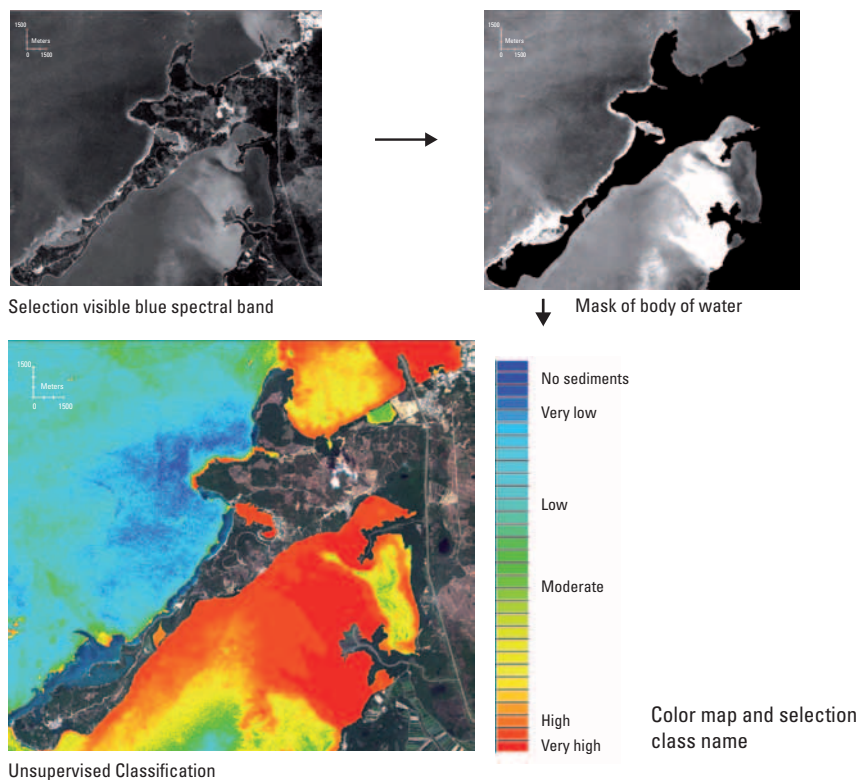 1500
Meters
0 1500
Selection visible blue spectral band
1500
Meters
0 1500
Mask of body of water
1500
Meters
0 1500
Unsupervised Classification
No sediments
Very low
Low
Moderate
High
Very high
Color map and selection
class name